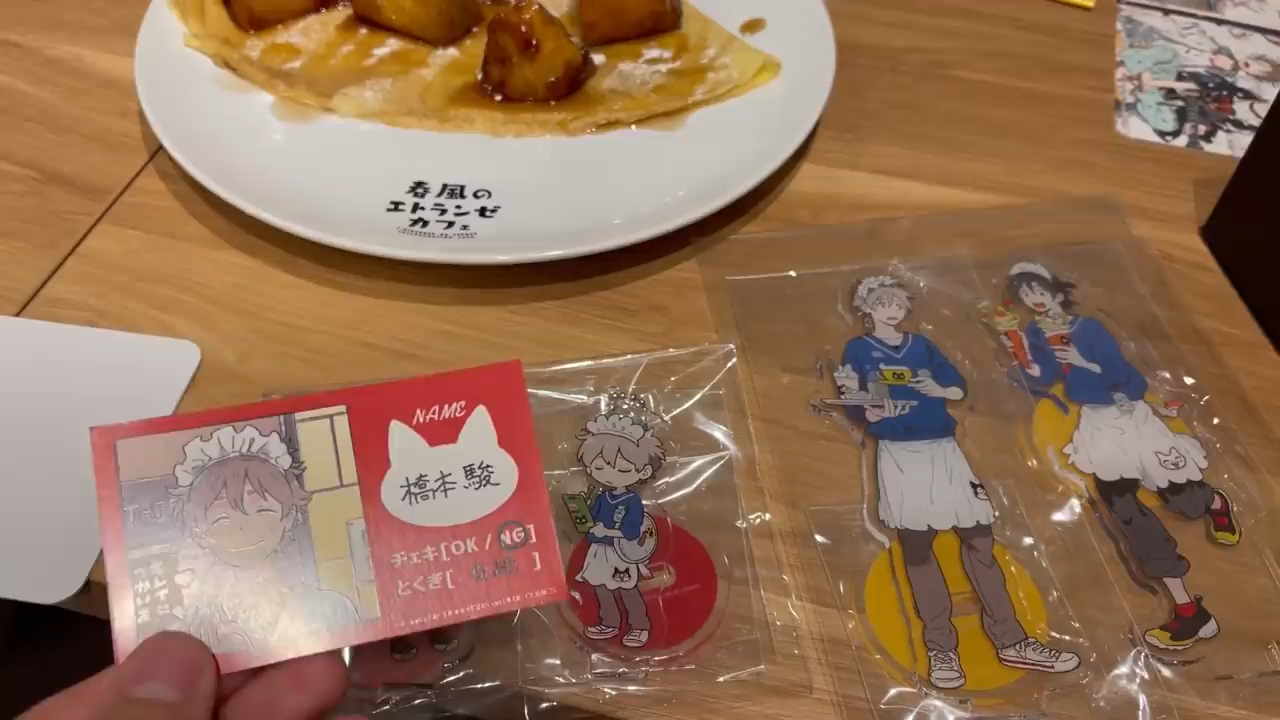 春風の
エトランゼ
カフェ
NAME
橋本 駿
チェキ[OK / NG]
とくぎ[ ]